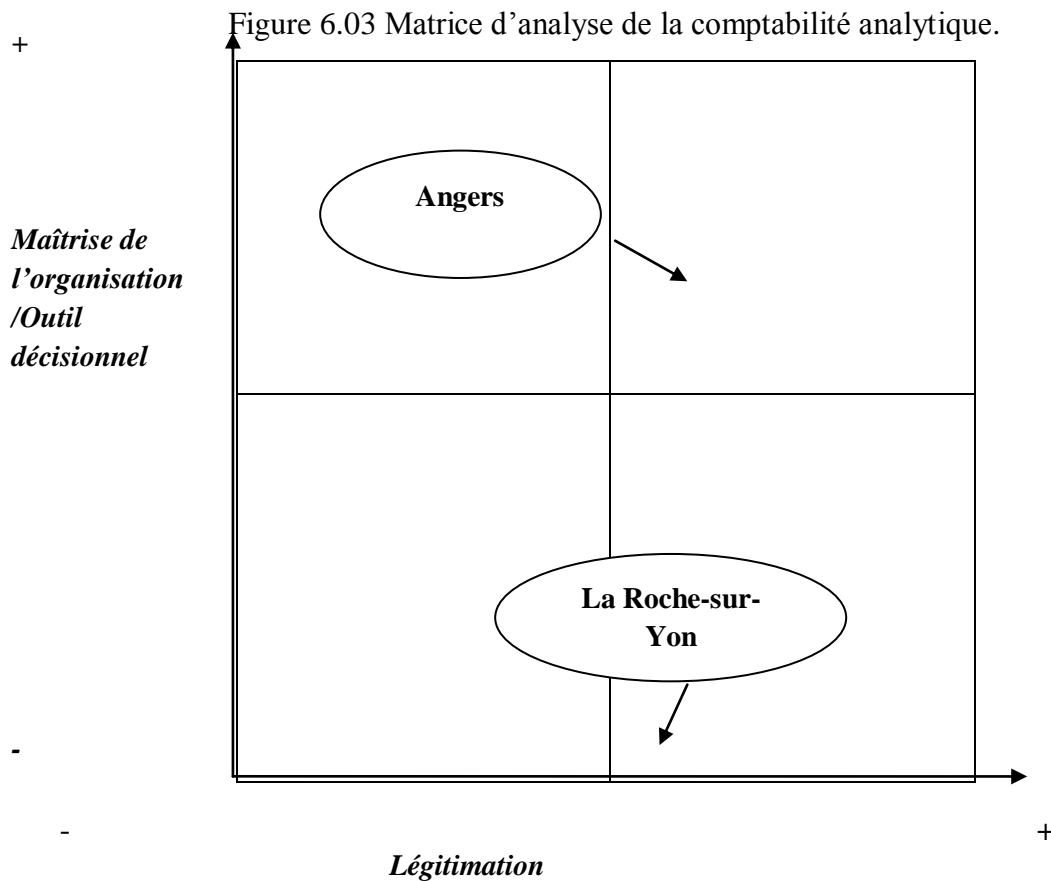 Figure 6.03 Matrice d’analyse de la comptabilité analytique.
+
Angers
Maîtrise de
l’organisation
/Outil
décisionnel
La Roche-sur-
Yon
-
-
+
Légitimation